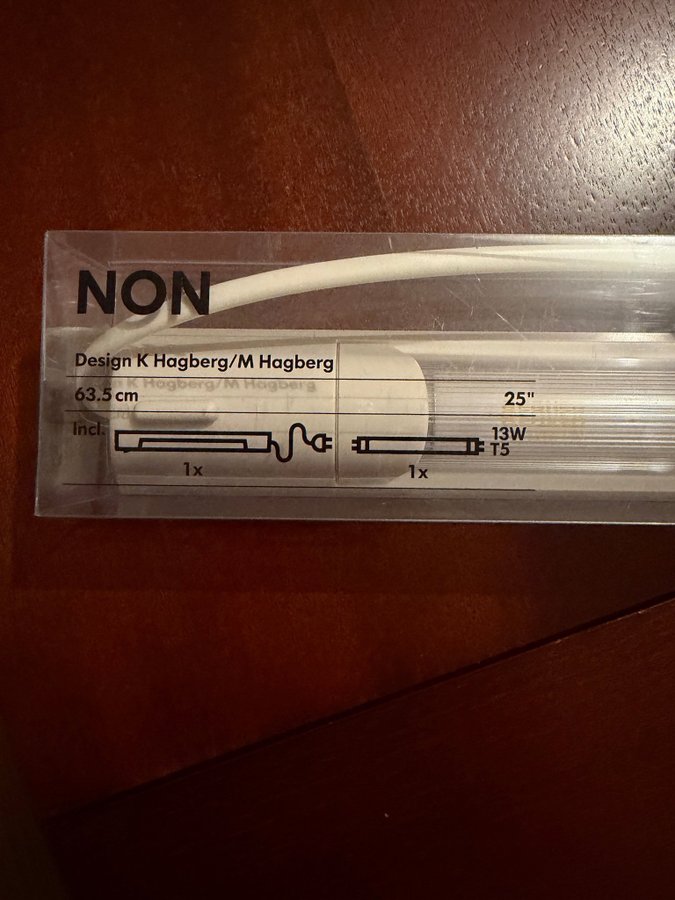 NON
Design K Hagberg/M Hagberg
63.5 cm 25"
Incl.
13W
T5
1x 1x